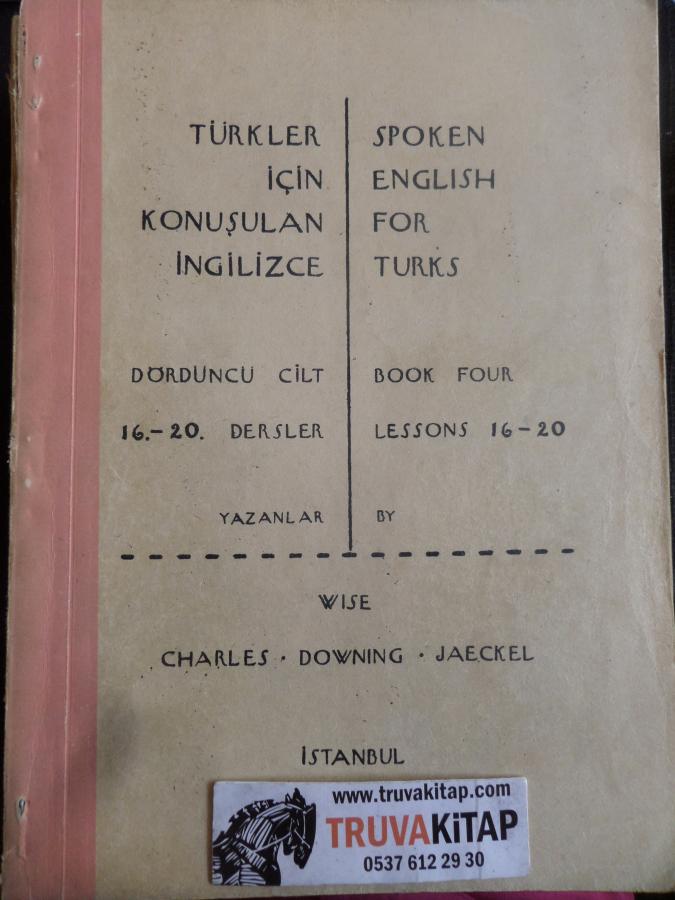 TÜRKLER
İÇİN
KONUŞULAN
İNGİLİZCE
DÖRDÜNCÜ CİLT
16.-20. DERSLER
YAZANLAR
SPOKEN
ENGLISH
FOR
TURKS
BOOK FOUR
LESSONS 16-20
BY
WISE
CHARLES · DOWNING · JAECKEL
İSTANBUL
www.truvakitap.com
TRUVAKİTAP
0537 612 29 30